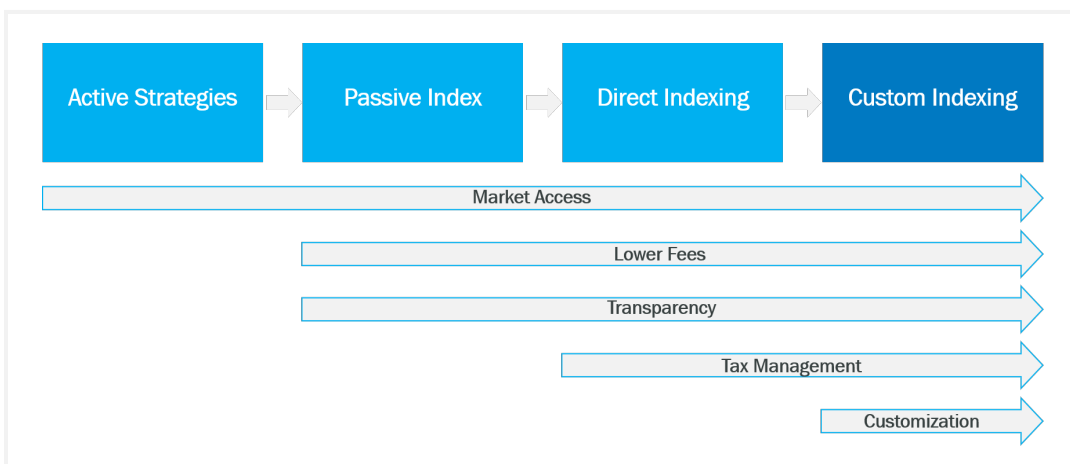 Active Strategies
Passive Index
Direct Indexing
Custom Indexing
Market Access
Lower Fees
Transparency
Tax Management
Customization